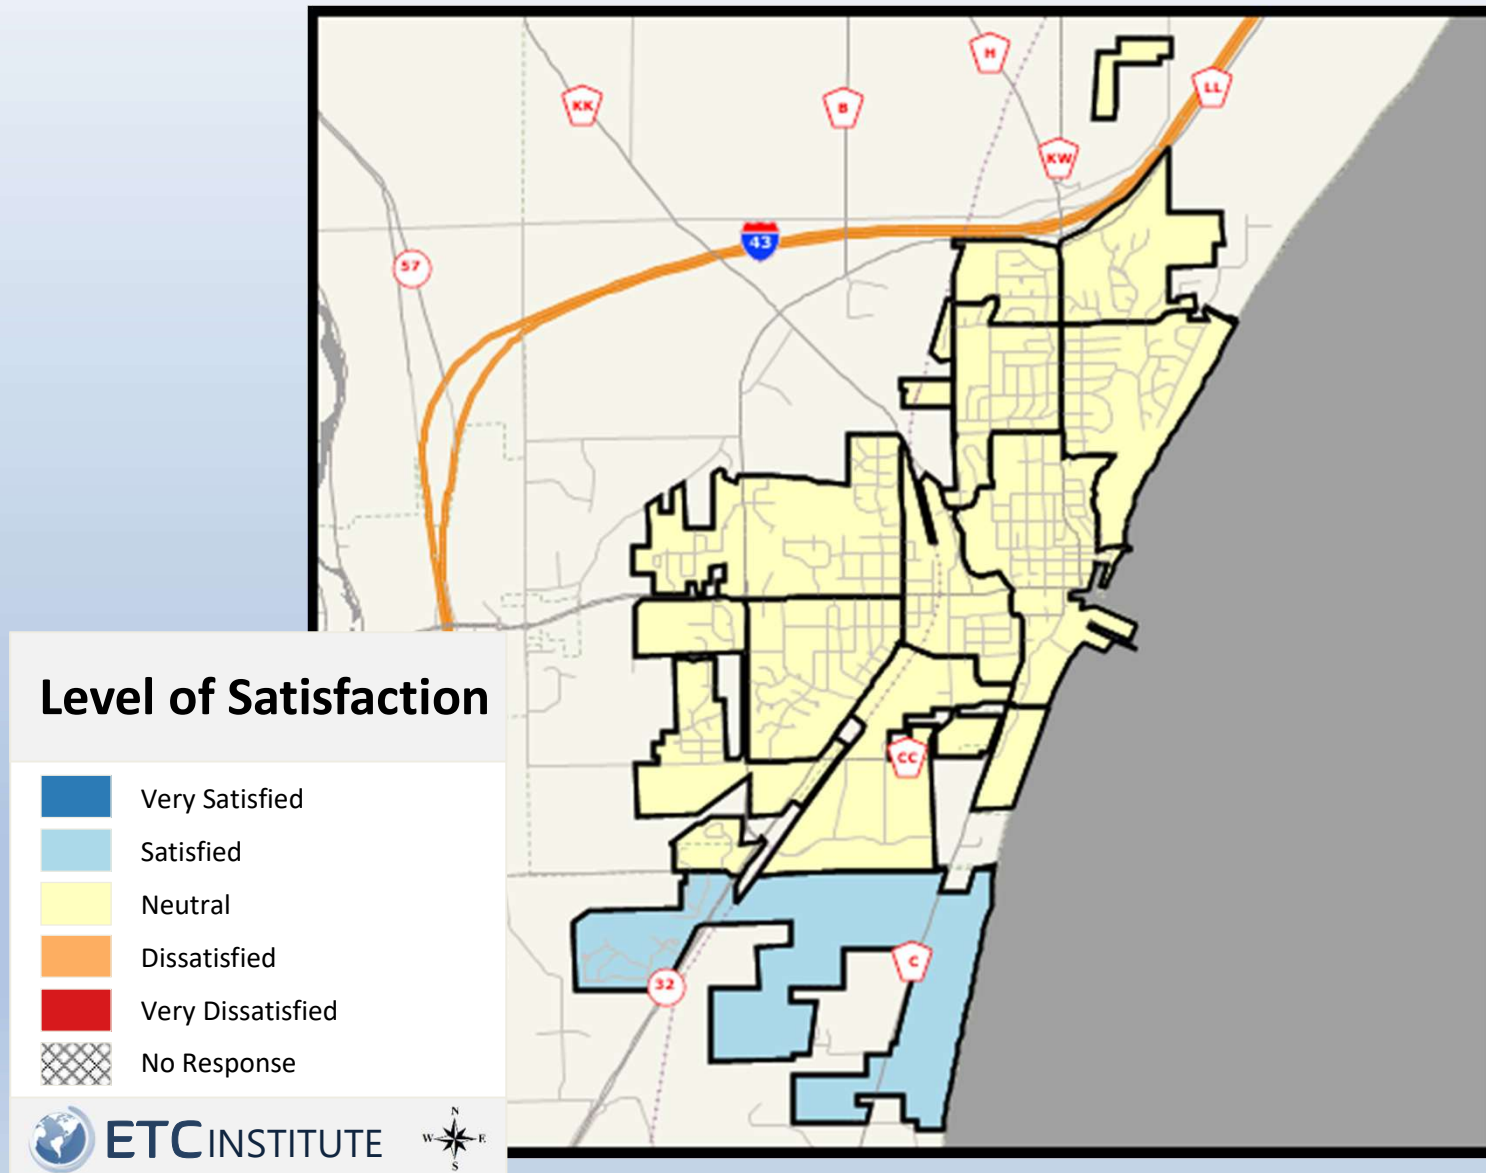 H
KK
B
LL
KW
43
57
CC
C
32
Level of Satisfaction
Very Satisfied
Satisfied
Neutral
Dissatisfied
Very Dissatisfied
No Response
ETC INSTITUTE
N
W E
S